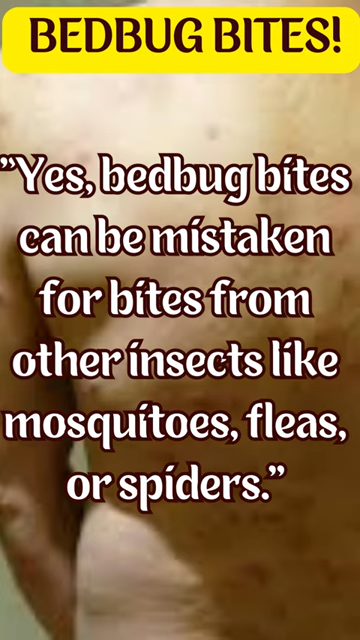 BEDBUG BITES!
”Yes, bedbug bites
can be mistaken
for bites from
other insects like
mosquitoes, fleas,
or spiders.”